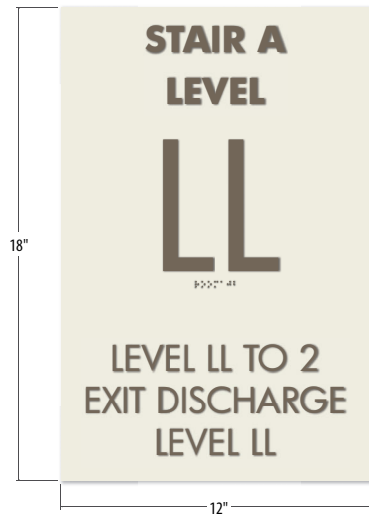 STAIR A
LEVEL
LL
18"
LEVEL LL TO 2
EXIT DISCHARGE
LEVEL LL
12"